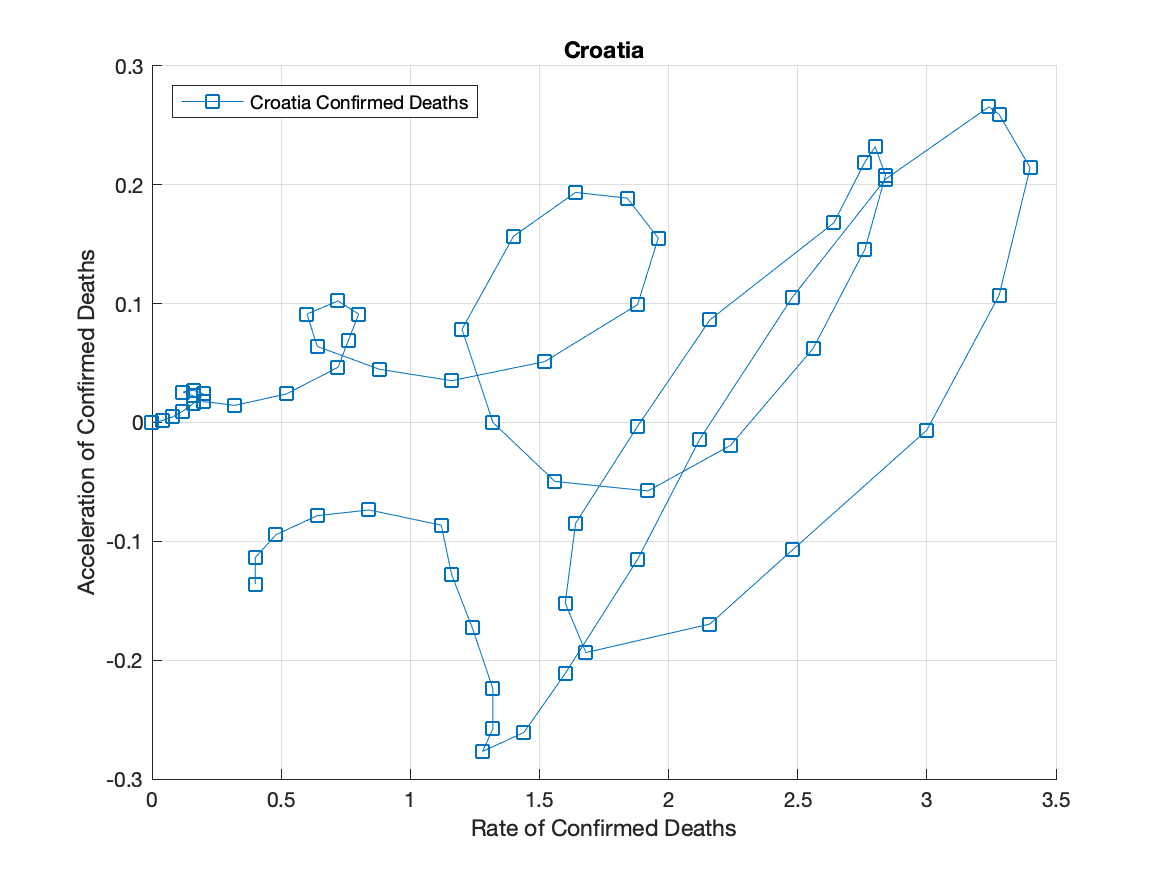 Croatia
Croatia Confirmed Deaths
0.3
0.2
0.1
0
-0.1
-0.2
-0.3
Acceleration of Confirmed Deaths
0 0.5 1 1.5 2 2.5 3 3.5
Rate of Confirmed Deaths